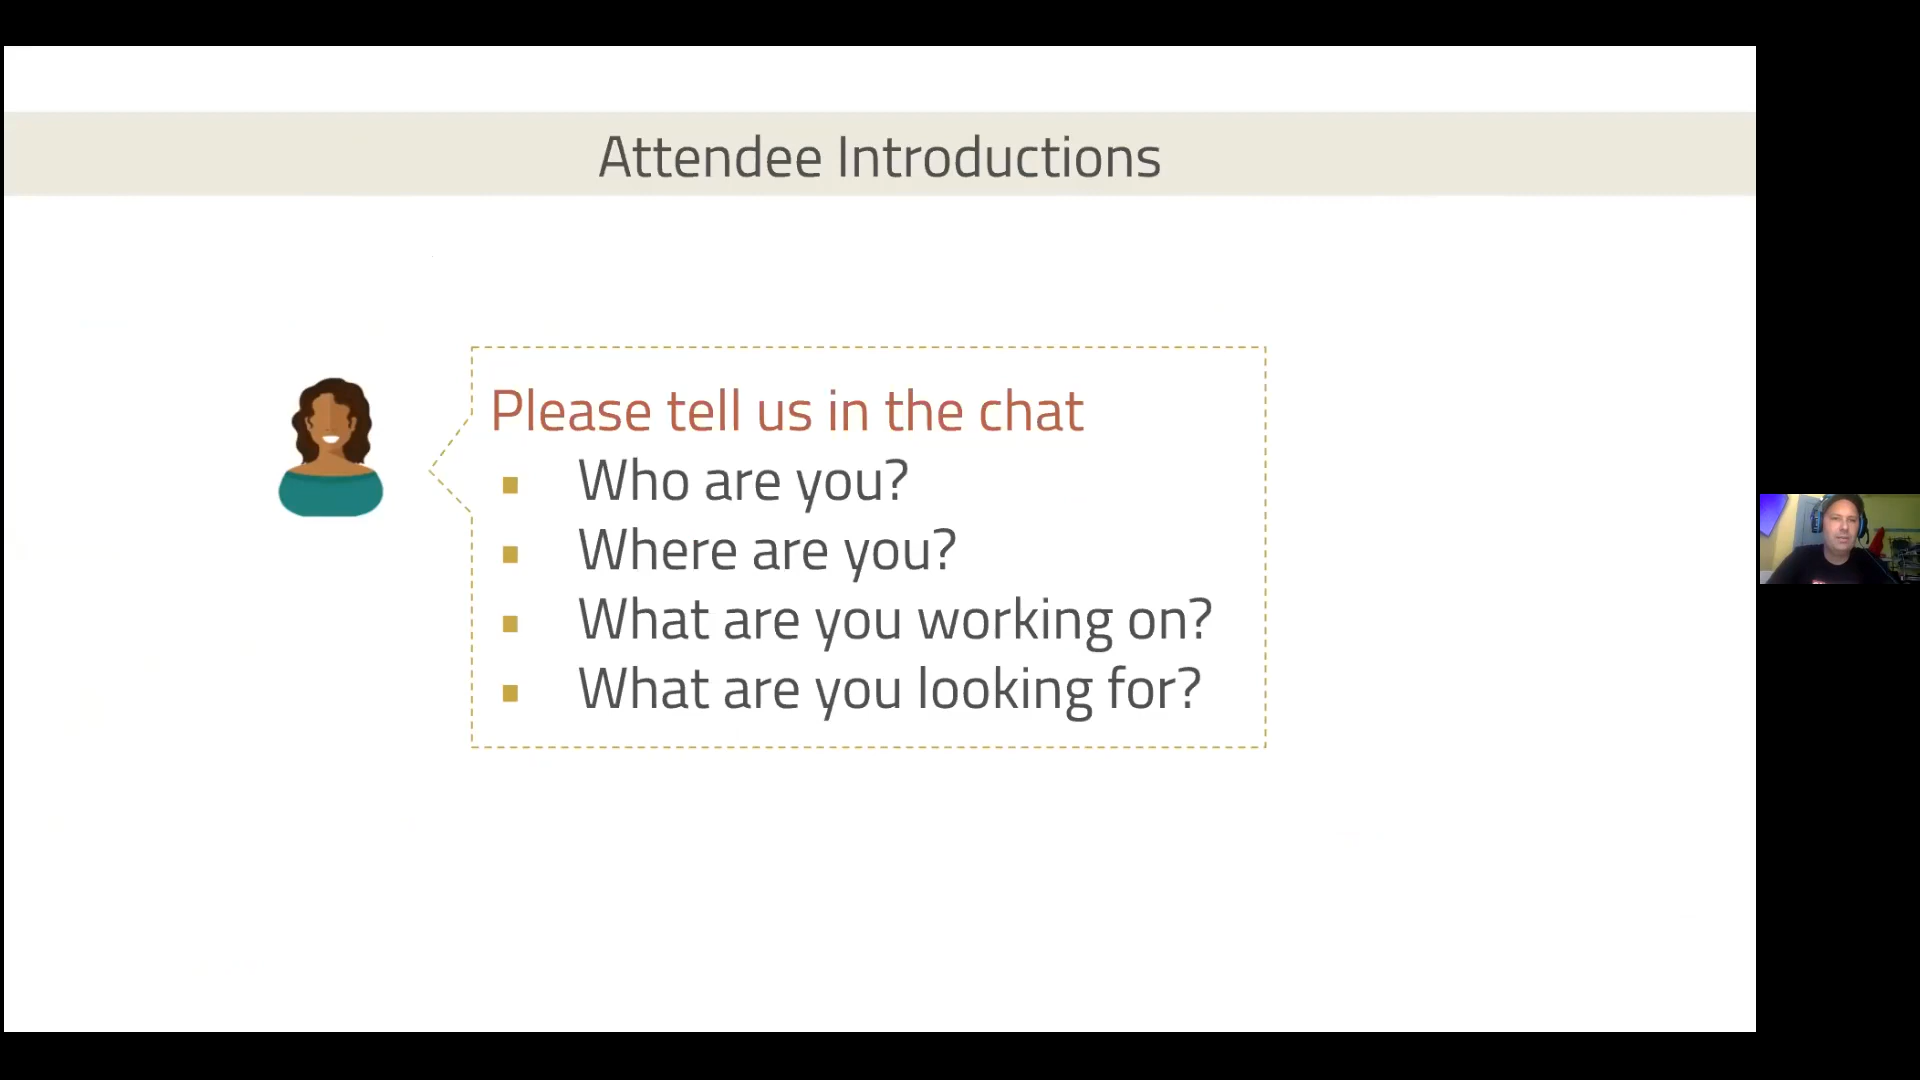 Attendee Introductions
Please tell us in the chat
Who are you?
Where are you?
What are you working on?
What are you looking for?